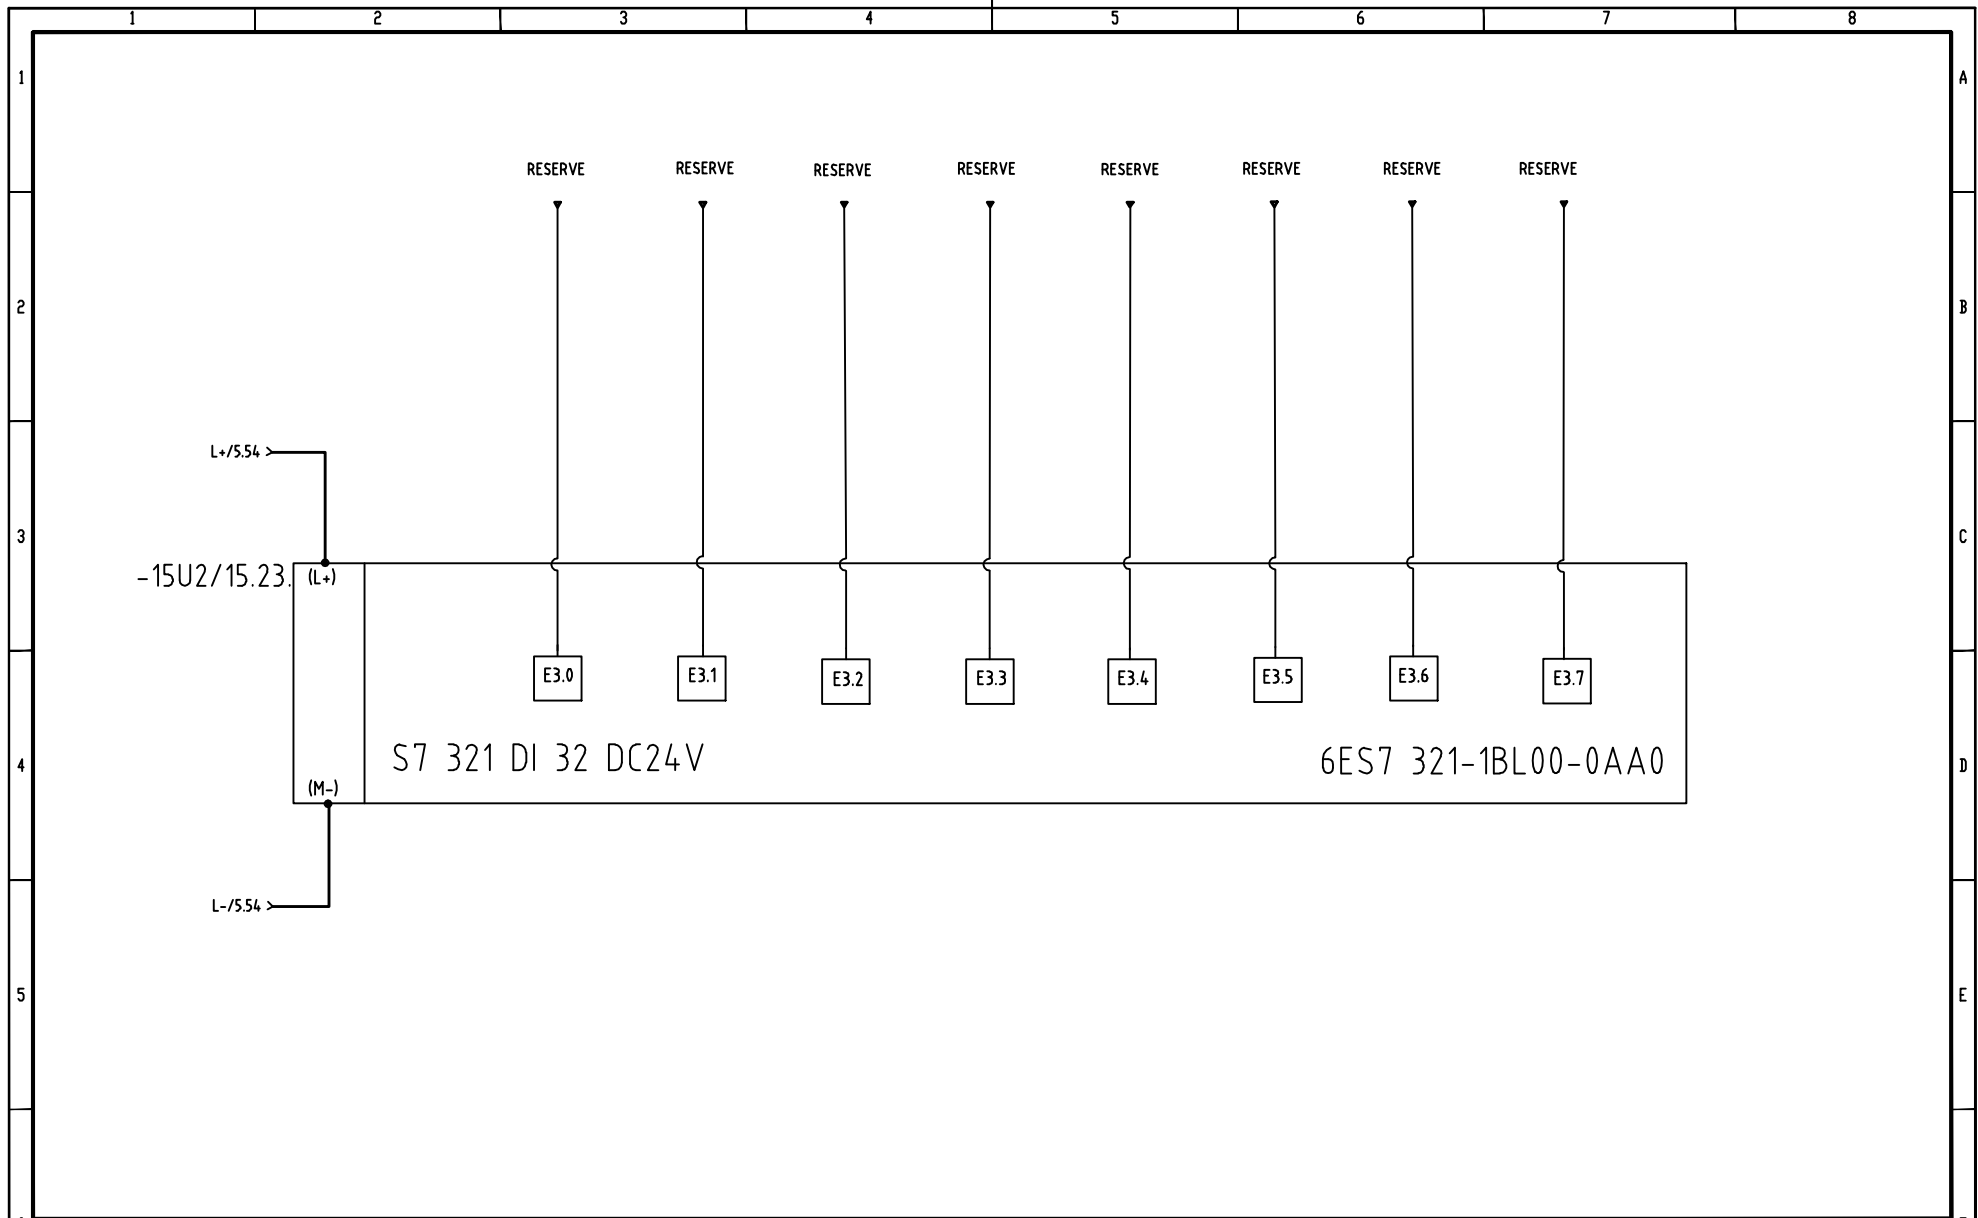 1 2 3 4 5 6 7 8
1 A
RESERVE RESERVE RESERVE RESERVE RESERVE RESERVE RESERVE RESERVE
2 B
L+/5.54
3 C
-15U2/15.23. (L+)
E3.0 E3.1 E3.2 E3.3 E3.4 E3.5 E3.6 E3.7
S7 321 DI 32 DC24V 6ES7 321-1BL00-0AA0
4 D
(M-)
L-/5.54
5 E